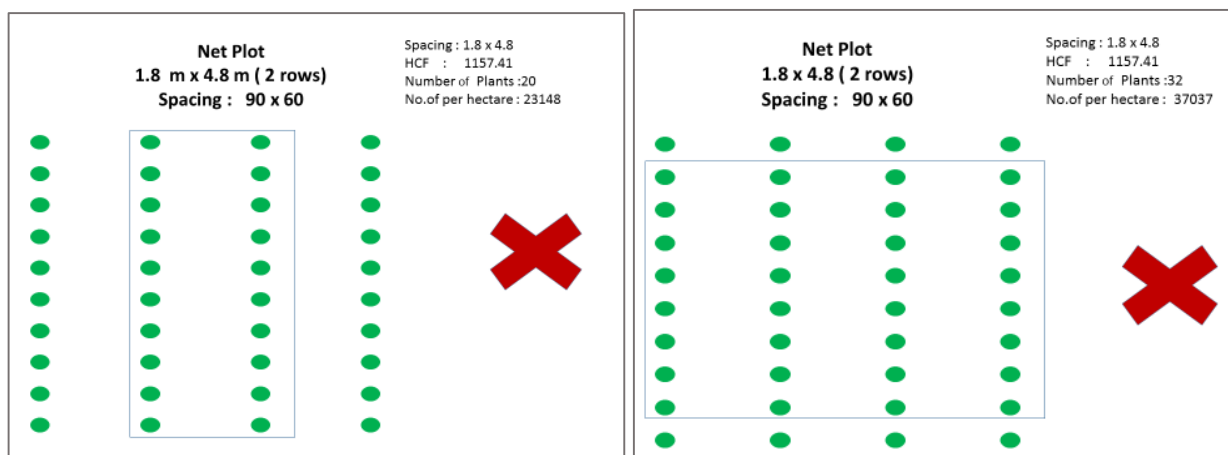 Net Plot
1.8 m x 4.8 m ( 2 rows)
Spacing : 90 x 60
Spacing : 1.8 x 4.8
HCF : 1157.41
Number of Plants :20
No.of per hectare : 23148
Net Plot
1.8 x 4.8 ( 2 rows)
Spacing : 90 x 60
Spacing : 1.8 x 4.8
HCF : 1157.41
Number of Plants :32
No.of per hectare : 37037